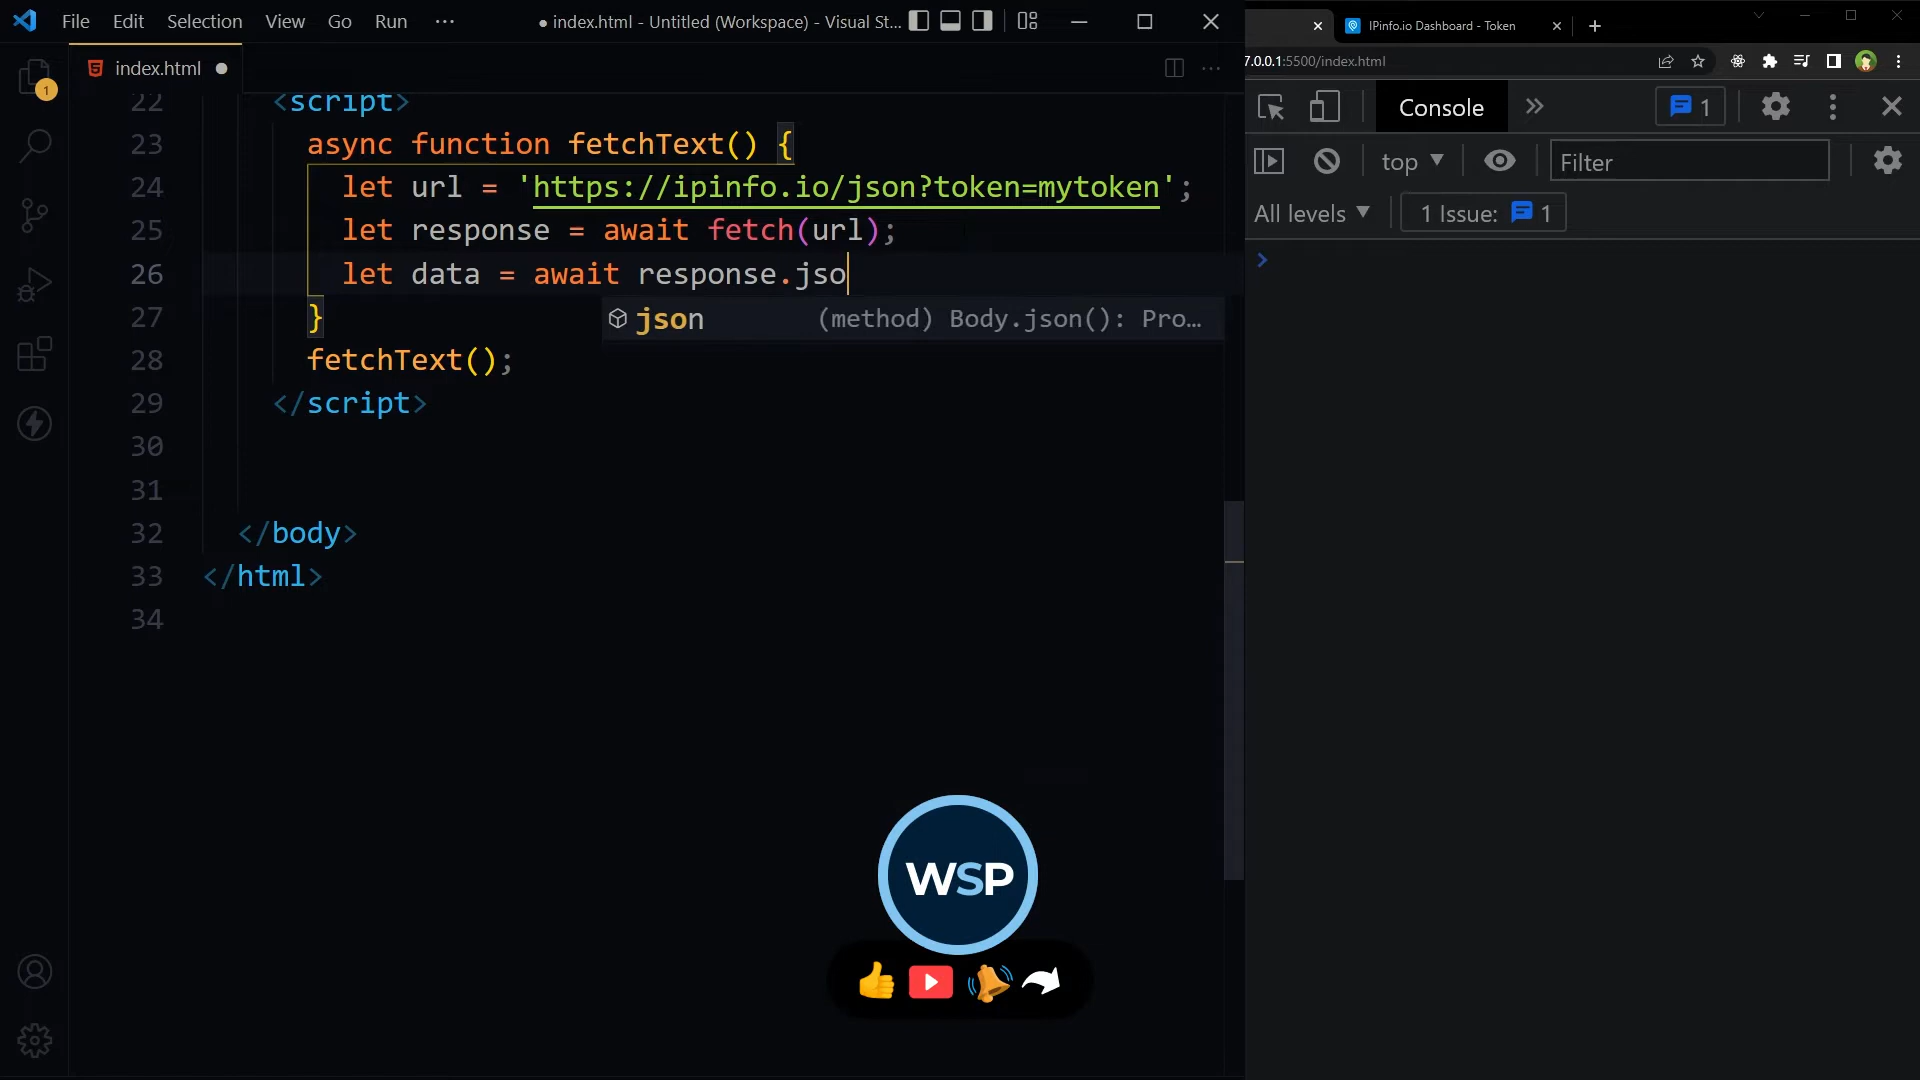 File Edit Selection View Go Run ··· ● index.html - Untitled (Workspace) - Visual St...
index.html ●
1
22 <script>
23 async function fetchText() {
24 let url = 'https://ipinfo.io/json?token=mytoken';
25 let response = await fetch(url);
26 let data = await response.jso
json (method) Body.json(): Pro...
27 }
28 fetchText();
29 </script>
30
31
32 </body>
33 </html>
34
WSP
IPinfo.io Dashboard - Token
7.0.0.1:5500/index.html
Console 1
top Filter
All levels 1 Issue: 1